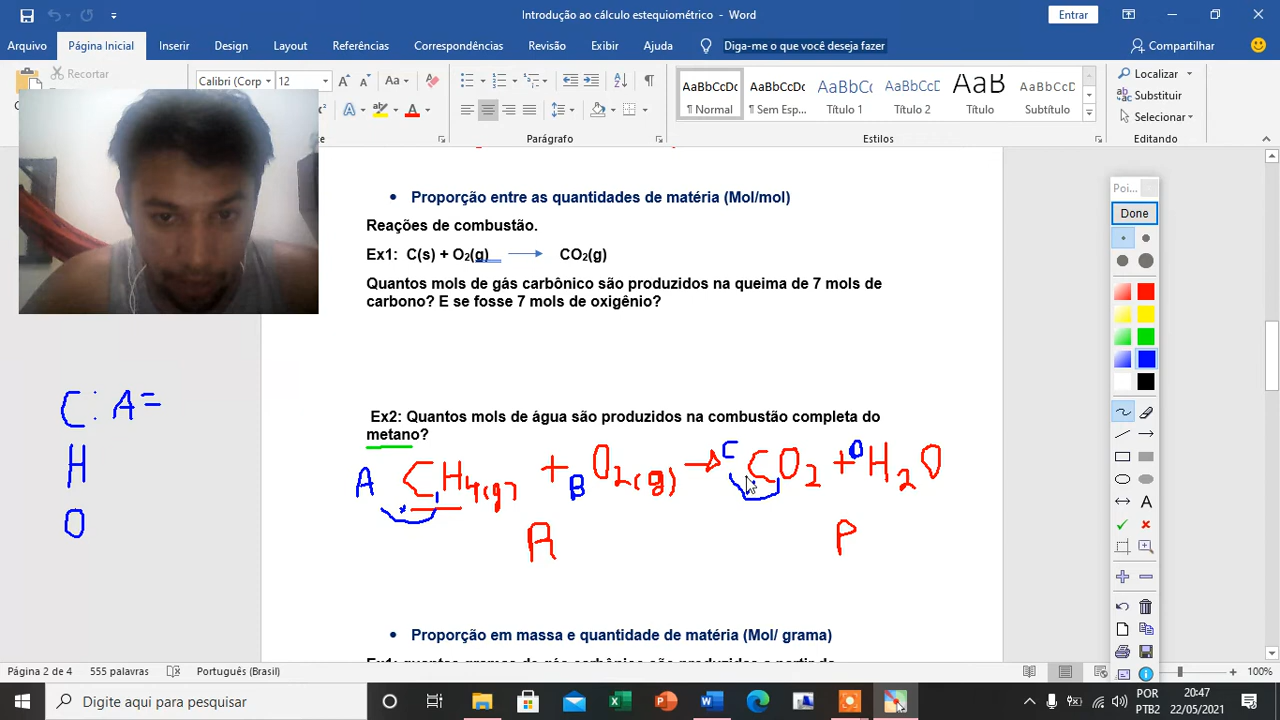 Introdução ao cálculo estequiométrico - Word
Entrar
Arquivo Página Inicial Inserir Design Layout Referências Correspondências Revisão Exibir Ajuda Diga-me o que você deseja fazer Compartilhar
Recortar
Calibri (Corp 12 Aa
AaBbCcDc AaBbCcDc AaBbCc AaBbCcD AaB AaBbCcD
¶ Normal ¶ Sem Esp... Título 1 Título 2 Título Subtítulo
Localizar
Substituir
Selecionar
Parágrafo Estilos Editando
• Proporção entre as quantidades de matéria (Mol/mol)
Reações de combustão.
Ex1: C(s) + O2(g) → CO2(g)
Quantos mols de gás carbônico são produzidos na queima de 7 mols de
carbono? E se fosse 7 mols de oxigênio?
Ex2: Quantos mols de água são produzidos na combustão completa do
metano?
A CH4(g) + B O2(g) → C CO2 + D H2O
R P
C: A=
H
O
• Proporção em massa e quantidade de matéria (Mol/ grama)
Poi...
Done
A
Página 2 de 4 555 palavras Português (Brasil) 100%
Digite aqui para pesquisar
POR
PTB2
20:47
22/05/2021